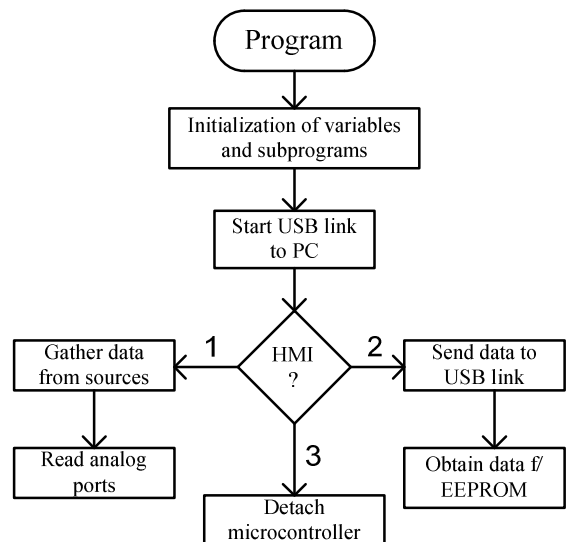 Program
Initialization of variables
and subprograms
Start USB link
to PC
HMI
?
1
2
3
Gather data
from sources
Send data to
USB link
Read analog
ports
Obtain data f/
EEPROM
Detach
microcontroller